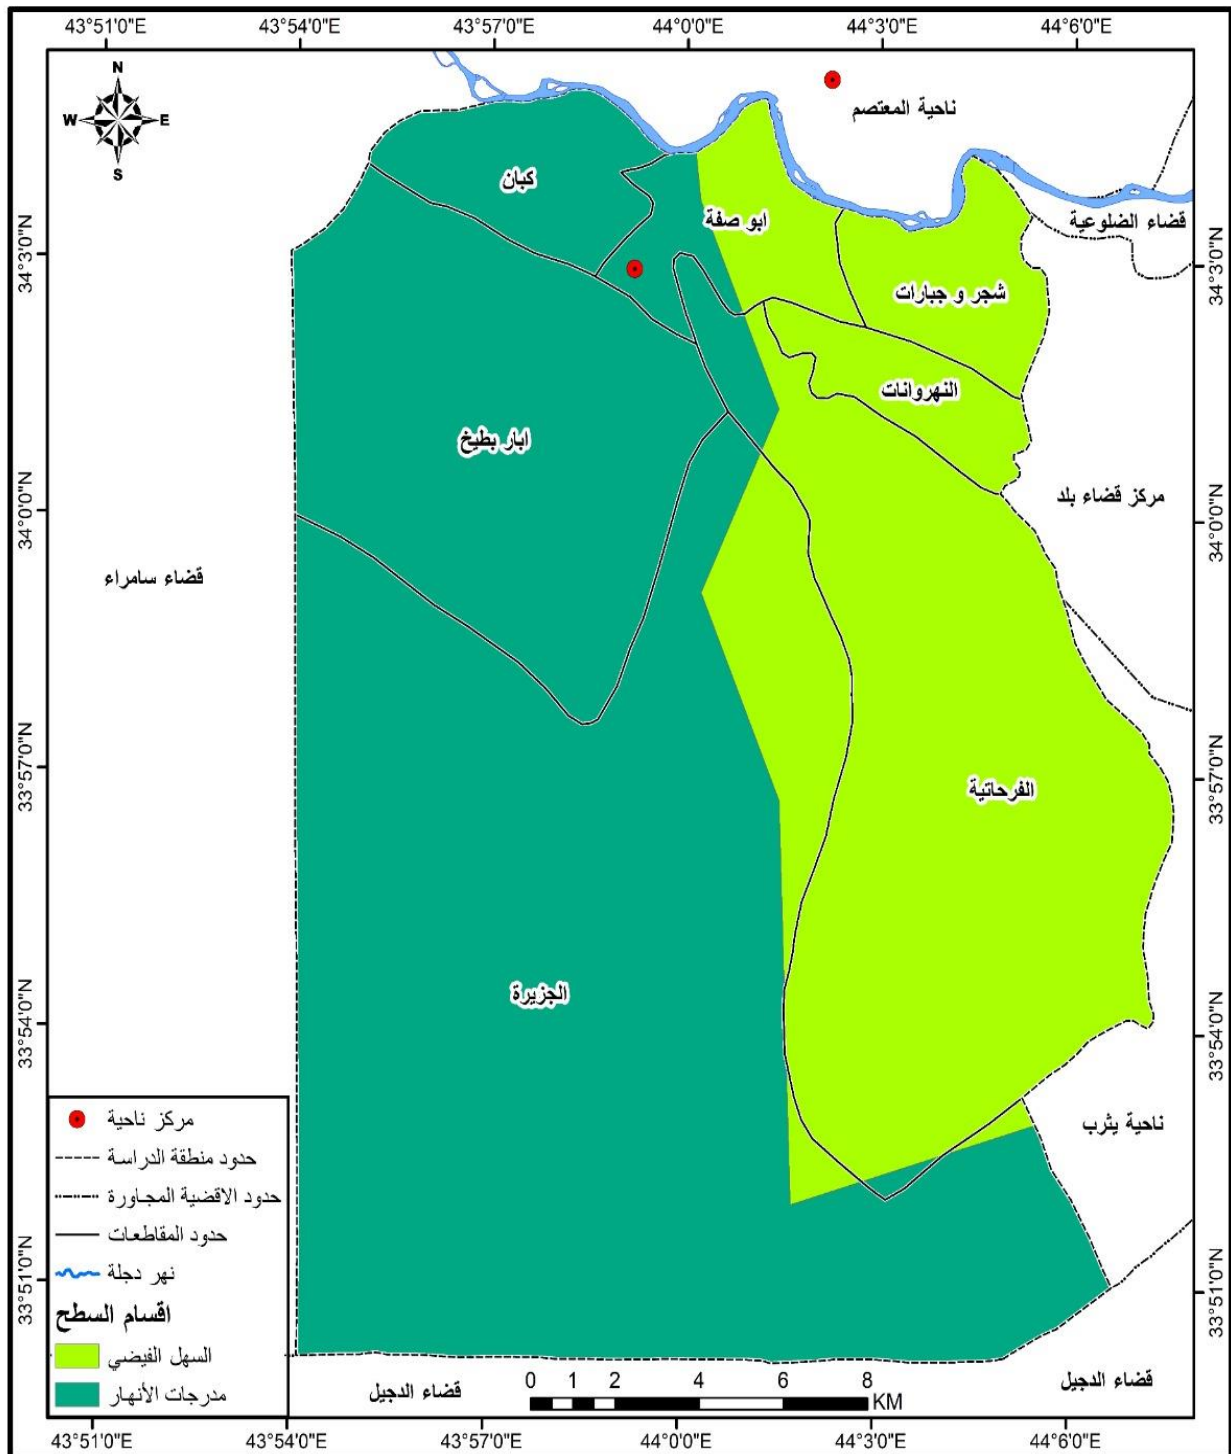 43°51'0"E 43°54'0"E 43°57'0"E 44°0'0"E 44°3'0"E 44°6'0"E
N
W E
S
ناحية المعتصم
كبان
ابو صفة
قضاء الضلوعية
34°3'0"N
34°3'0"N
شجر و جبارات
النهروانات
ابار بطيخ
مركز قضاء بلد
34°0'0"N
34°0'0"N
قضاء سامراء
33°57'0"N
33°57'0"N
الفرحاتية
الجزيرة
33°54'0"N
33°54'0"N
ناحية يثرب
مركز ناحية
حدود منطقة الدراسة
حدود الاقضية المجاورة
حدود المقاطعات
نهر دجلة
33°51'0"N
33°51'0"N
اقسام السطح
السهل الفيضي
مدرجات الأنهار
قضاء الدجيل
0 1 2 4 6 8
KM
قضاء الدجيل
43°51'0"E 43°54'0"E 43°57'0"E 44°0'0"E 44°3'0"E 44°6'0"E